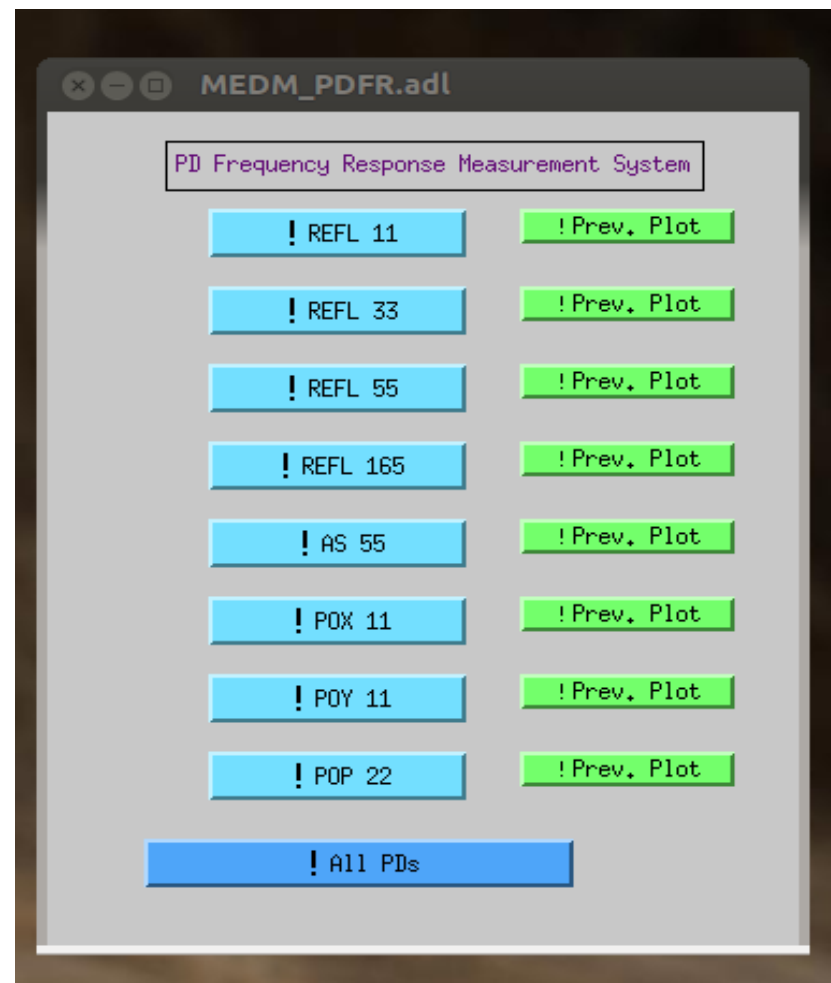 MEDM_PDFR.adl
PD Frequency Response Measurement System
! REFL 11 !Prev. Plot
! REFL 33 !Prev. Plot
! REFL 55 !Prev. Plot
! REFL 165 !Prev. Plot
! AS 55 !Prev. Plot
! POX 11 !Prev. Plot
! POY 11 !Prev. Plot
! POP 22 !Prev. Plot
! All PDs